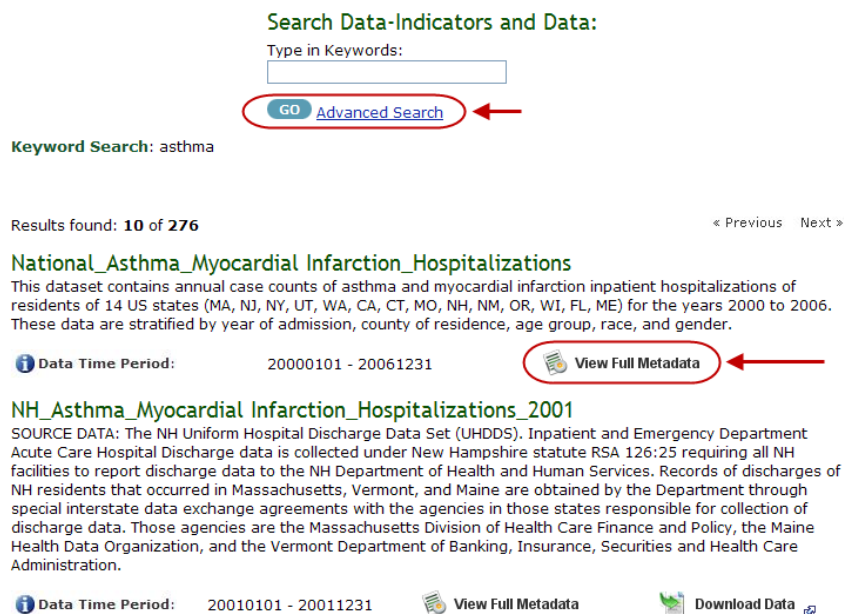 Search Data-Indicators and Data:
Type in Keywords:
GO Advanced Search
Keyword Search: asthma
Results found: 10 of 276 « Previous Next »
National_Asthma_Myocardial Infarction_Hospitalizations
This dataset contains annual case counts of asthma and myocardial infarction inpatient hospitalizations of
residents of 14 US states (MA, NJ, NY, UT, WA, CA, CT, MO, NH, NM, OR, WI, FL, ME) for the years 2000 to 2006.
These data are stratified by year of admission, county of residence, age group, race, and gender.
Data Time Period: 20000101 - 20061231 View Full Metadata
NH_Asthma_Myocardial Infarction_Hospitalizations_2001
SOURCE DATA: The NH Uniform Hospital Discharge Data Set (UHDDS). Inpatient and Emergency Department
Acute Care Hospital Discharge data is collected under New Hampshire statute RSA 126:25 requiring all NH
facilities to report discharge data to the NH Department of Health and Human Services. Records of discharges of
NH residents that occurred in Massachusetts, Vermont, and Maine are obtained by the Department through
special interstate data exchange agreements with the agencies in those states responsible for collection of
discharge data. Those agencies are the Massachusetts Division of Health Care Finance and Policy, the Maine
Health Data Organization, and the Vermont Department of Banking, Insurance, Securities and Health Care
Administration.
Data Time Period: 20010101 - 20011231 View Full Metadata Download Data